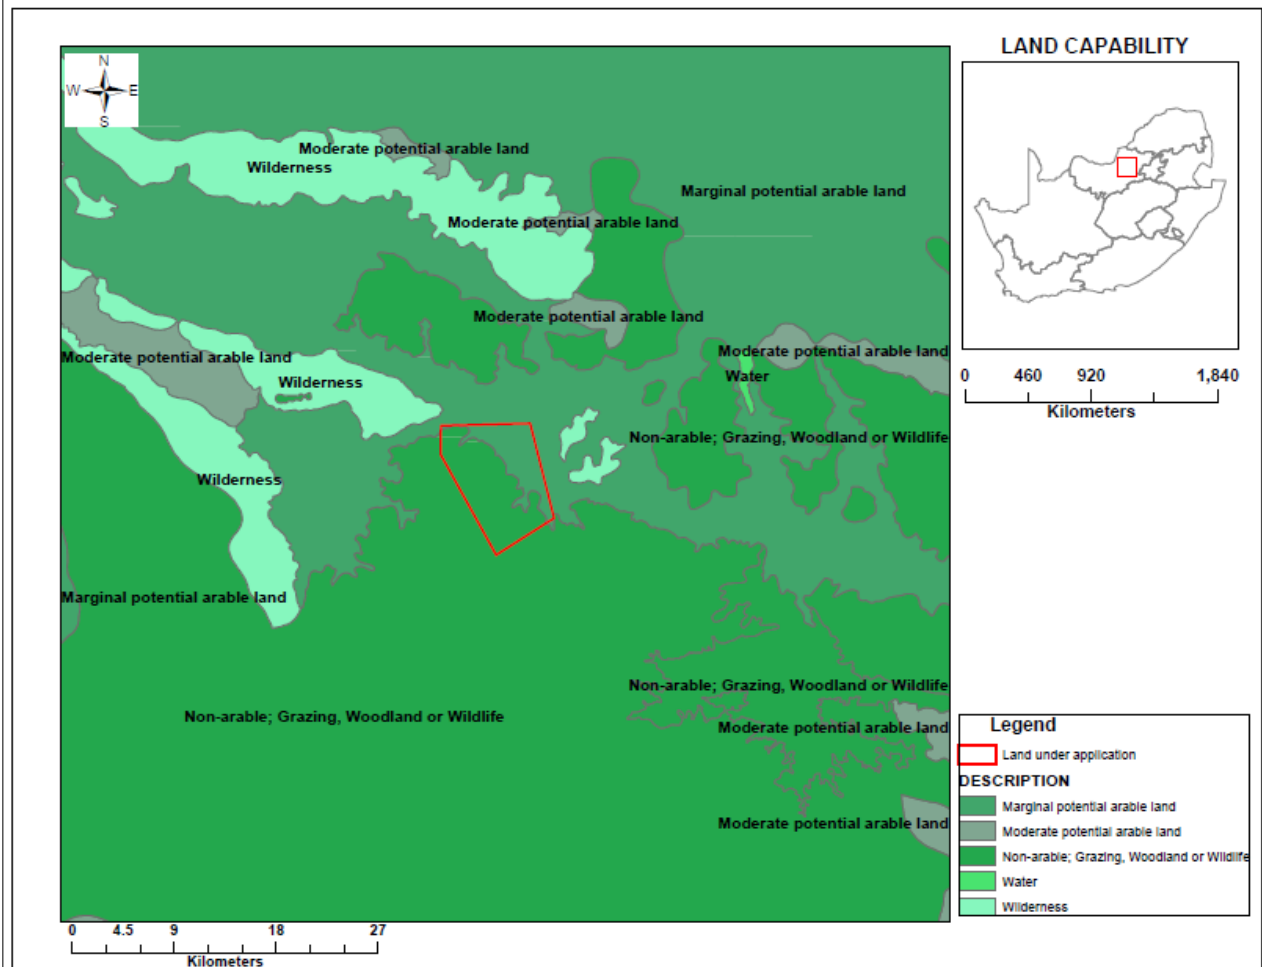 LAND CAPABILITY
N
W E
S
Moderate potential arable land
Wilderness
Marginal potential arable land
Moderate potential arable land
Moderate potential arable land
Moderate potential arable land
Moderate potential arable land
Water
Wilderness
Non-arable; Grazing, Woodland or Wildlife
Wilderness
Marginal potential arable land
Non-arable; Grazing, Woodland or Wildlife
Non-arable; Grazing, Woodland or Wildlife
Moderate potential arable land
Moderate potential arable land
0 460 920 1,840
Kilometers
Legend
Land under application
DESCRIPTION
Marginal potential arable land
Moderate potential arable land
Non-arable; Grazing, Woodland or Wildlife
Water
Wilderness
0 4.5 9 18 27
Kilometers